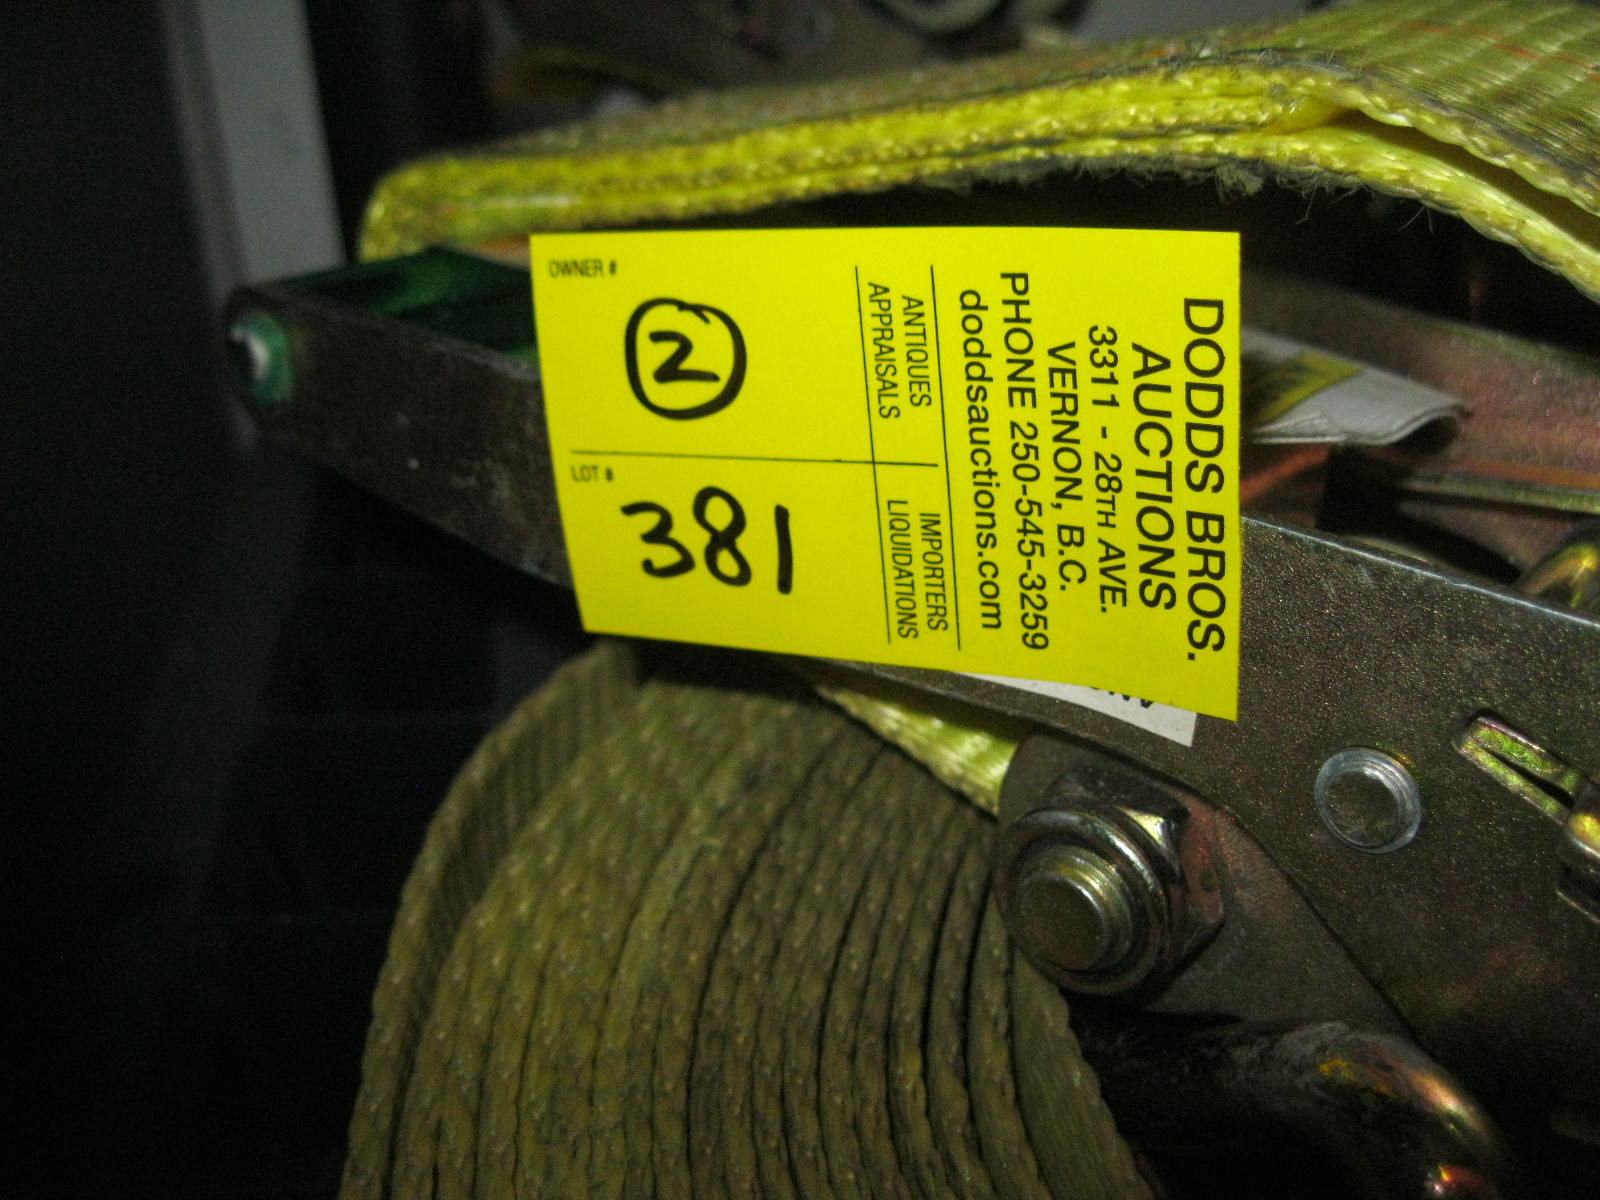 DODDS BROS.
AUCTIONS
3311 - 28TH AVE.
VERNON, B.C.
PHONE 250-545-3259
doddsauctions.com
ANTIQUES
APPRAISALS
IMPORTERS
LIQUIDATIONS
OWNER #
N
LOT #
381